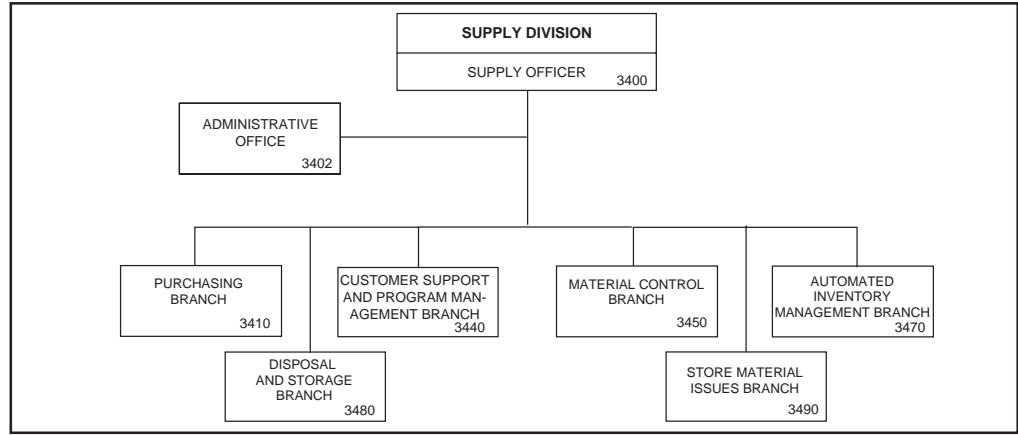 SUPPLY DIVISION
SUPPLY OFFICER
3400
ADMINISTRATIVE
OFFICE
3402
PURCHASING
BRANCH
3410
CUSTOMER SUPPORT
AND PROGRAM MAN-
AGEMENT BRANCH
3440
MATERIAL CONTROL
BRANCH
3450
AUTOMATED
INVENTORY
MANAGEMENT BRANCH
3470
DISPOSAL
AND STORAGE
BRANCH
3480
STORE MATERIAL
ISSUES BRANCH
3490